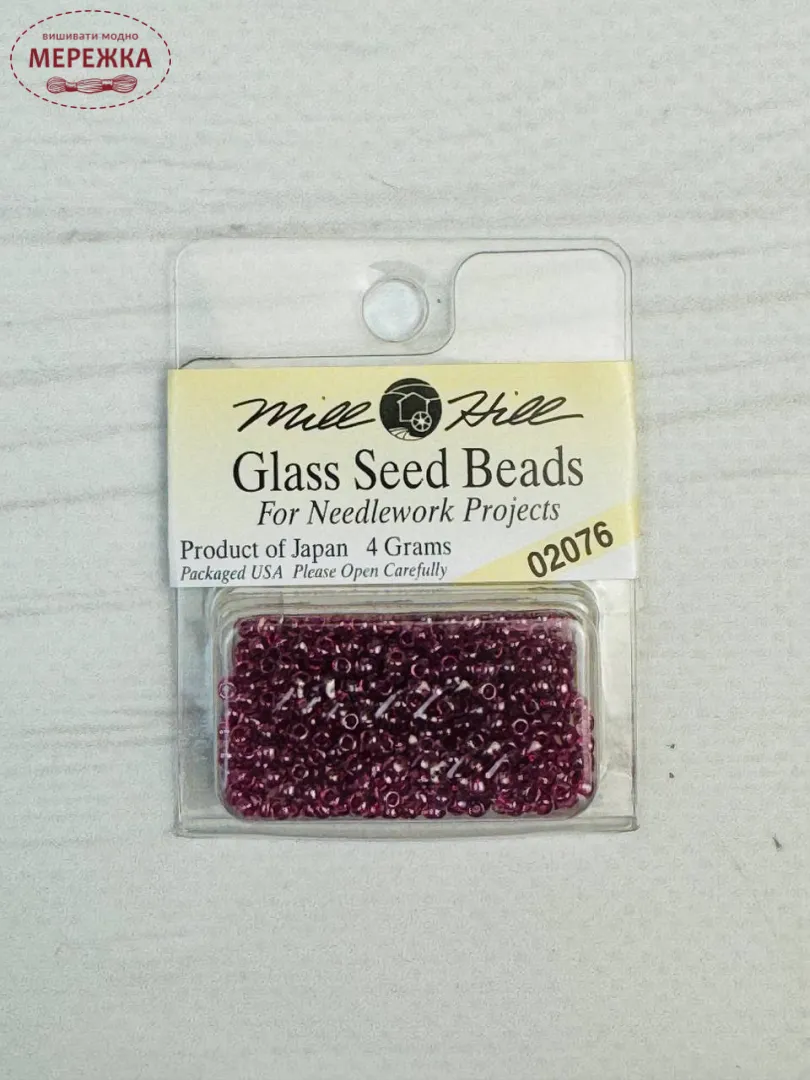 вишивати модно
МЕРЕЖКА
Mill Hill
Glass Seed Beads
For Needlework Projects
Product of Japan 4 Grams
Packaged USA Please Open Carefully
02076